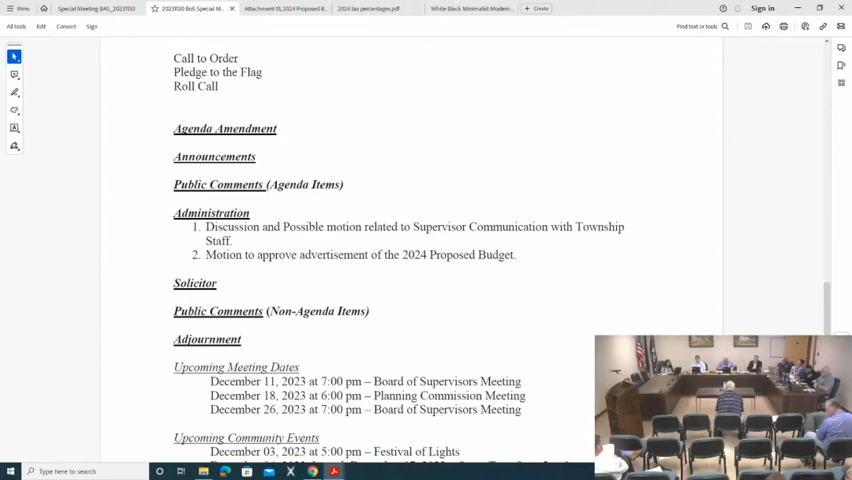 Menu
Special Meeting BAS_20231130
20231130 BoS Special M...
Attachment 01, 2024 Proposed B...
2024 tax percentages.pdf
White Black Minimalist Modern...
+ Create
Sign in
All tools
Edit
Convert
Sign
Find text or tools
Call to Order
Pledge to the Flag
Roll Call
Agenda Amendment
Announcements
Public Comments (Agenda Items)
Administration
1. Discussion and Possible motion related to Supervisor Communication with Township
Staff.
2. Motion to approve advertisement of the 2024 Proposed Budget.
Solicitor
Public Comments (Non-Agenda Items)
Adjournment
Upcoming Meeting Dates
December 11, 2023 at 7:00 pm – Board of Supervisors Meeting
December 18, 2023 at 6:00 pm – Planning Commission Meeting
December 26, 2023 at 7:00 pm – Board of Supervisors Meeting
Upcoming Community Events
December 03, 2023 at 5:00 pm – Festival of Lights
Type here to search